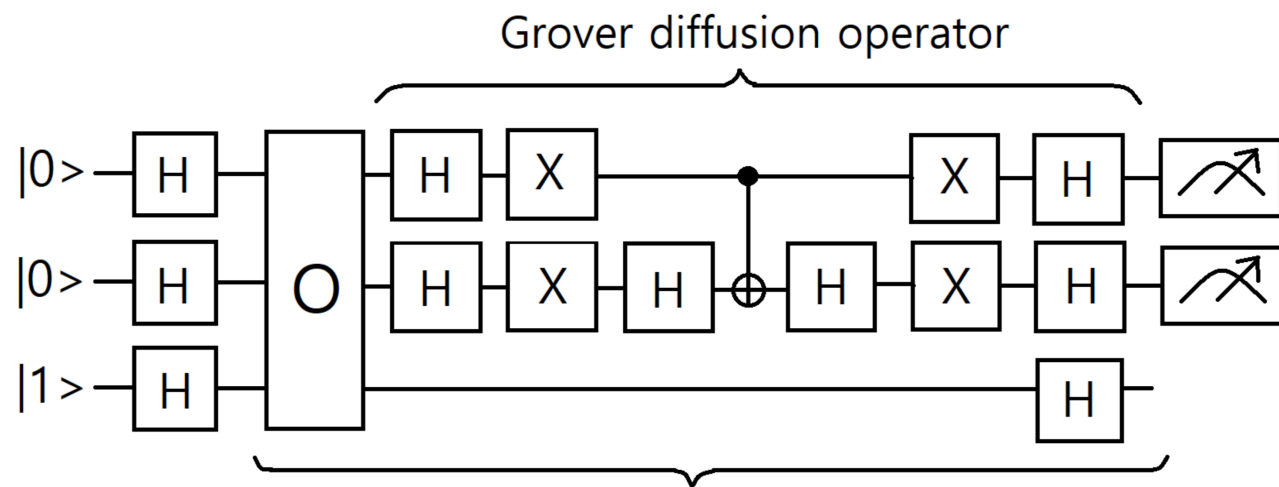 Grover diffusion operator
|0> H H X X H
|0> H O H X H H X H
|1> H H